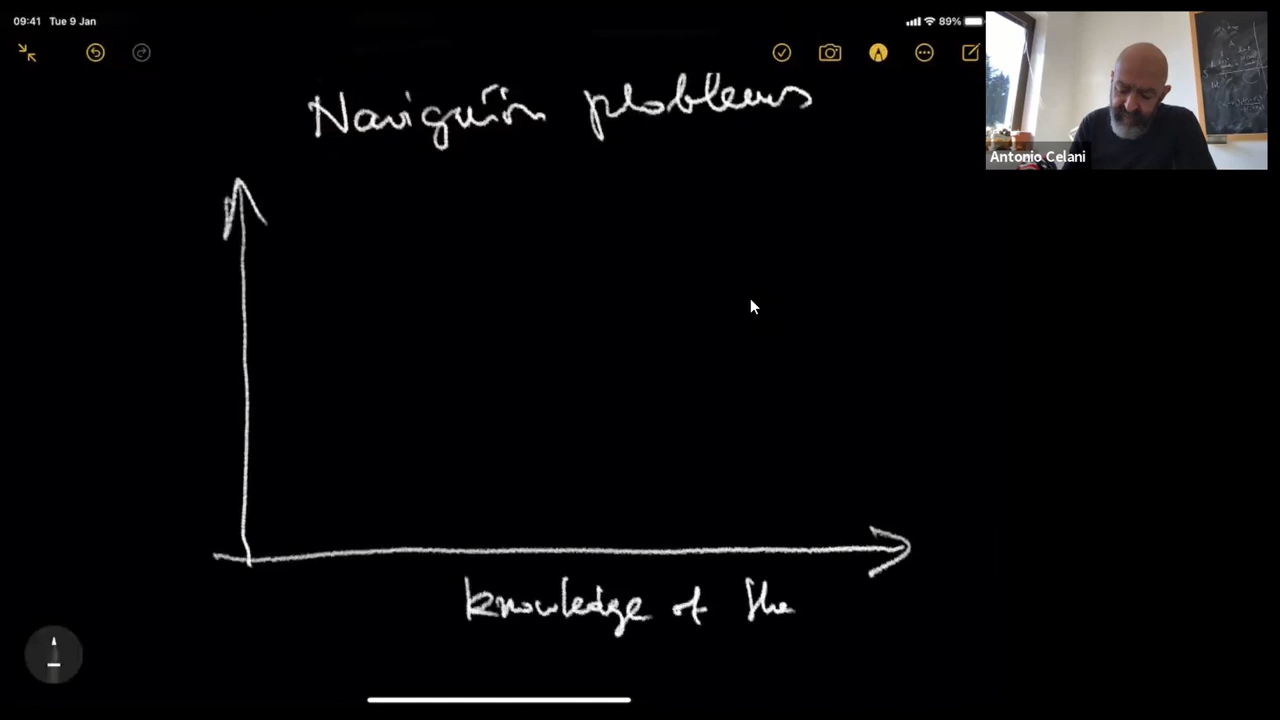 09:41 Tue 9 Jan
89%
Navigation problems
Antonio Celani
knowledge of the